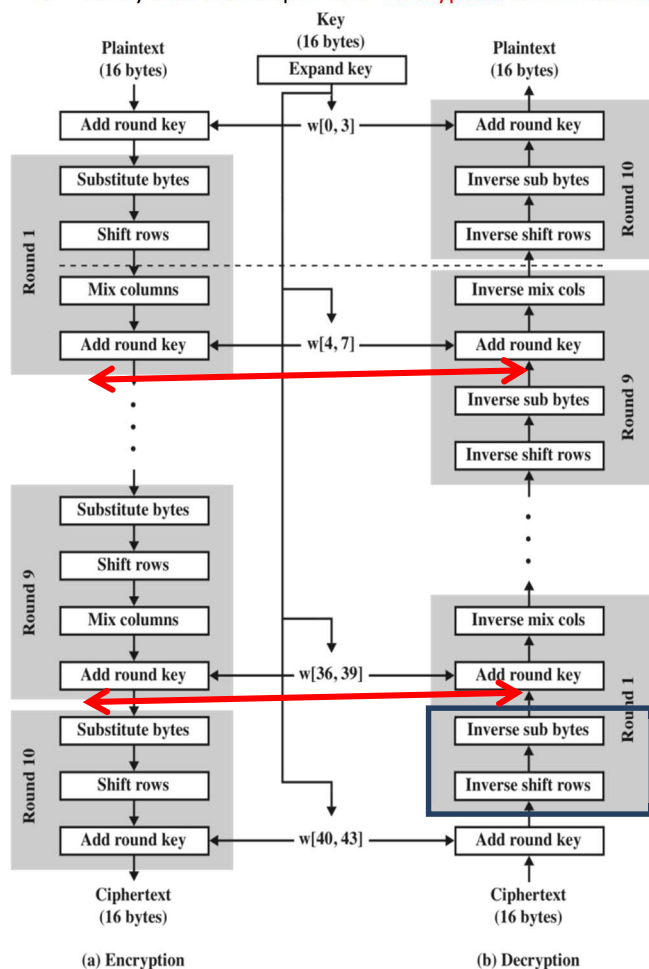 Key
(16 bytes)
Plaintext
(16 bytes)
Expand key
Plaintext
(16 bytes)
Add round key
w[0, 3]
Add round key
Round 1
Substitute bytes
Shift rows
Mix columns
Add round key
w[4, 7]
Round 10
Inverse sub bytes
Inverse shift rows
Round 9
Inverse mix cols
Add round key
Inverse sub bytes
Inverse shift rows
Round 9
Substitute bytes
Shift rows
Mix columns
Add round key
w[36, 39]
Round 1
Inverse mix cols
Add round key
Inverse sub bytes
Inverse shift rows
Round 10
Substitute bytes
Shift rows
Add round key
w[40, 43]
Add round key
Ciphertext
(16 bytes)
Ciphertext
(16 bytes)
(a) Encryption
(b) Decryption